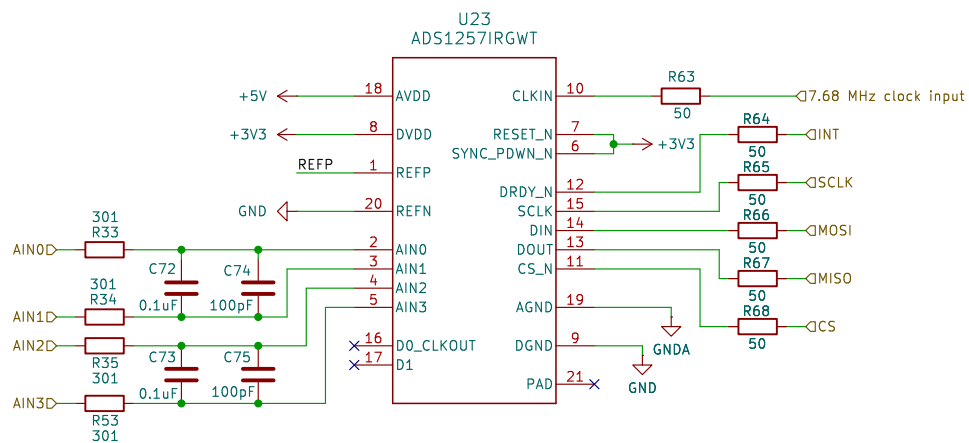 U23
ADS1257IRGWT
+5V
18
AVDD
CLKIN
10
R63
50
7.68 MHz clock input
+3V3
8
DVDD
RESET_N
7
SYNC_PDWN_N
6
+3V3
R64
50
INT
REFP
1
REFP
DRDY_N
12
R65
50
SCLK
GND
20
REFN
SCLK
15
DIN
14
R66
50
MOSI
301
R33
AIN0
2
AIN0
DOUT
13
R67
50
MISO
C72
0.1uF
C74
100pF
3
AIN1
CS_N
11
4
AIN2
301
R34
AIN1
5
AIN3
AGND
19
GNDA
R68
50
CS
AIN2
R35
301
C73
0.1uF
C75
100pF
16
D0_CLKOUT
DGND
9
GND
17
D1
PAD
21
AIN3
R53
301